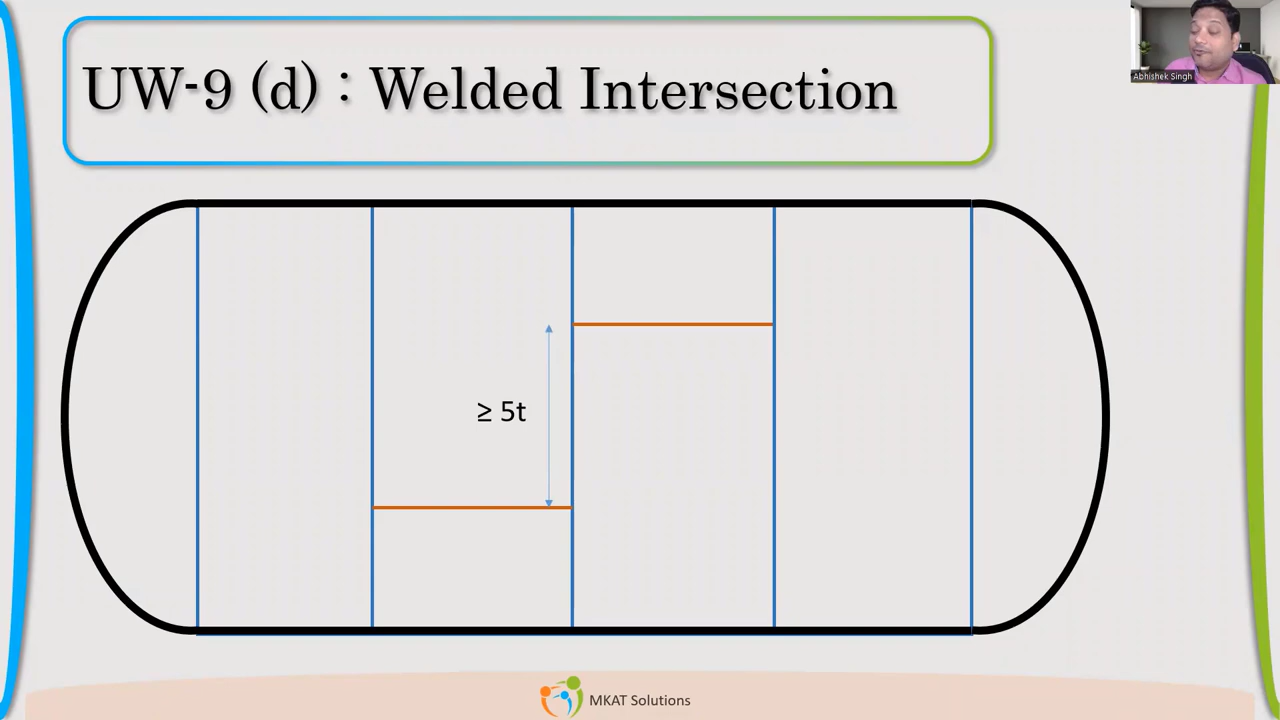 UW-9 (d) : Welded Intersection
Abhishek Singh
≥ 5t
MKAT Solutions